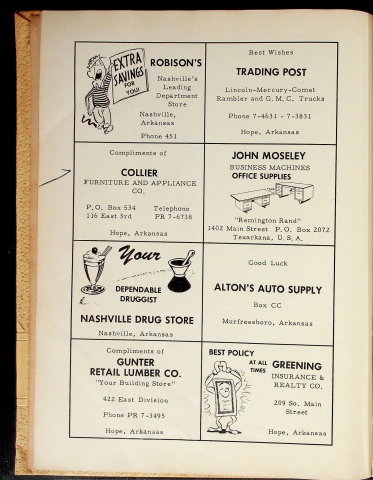 EXTRA
SAVINGS
FOR
YOU!
ROBISON'S
Nashville's
Leading
Department
Store
Nashville,
Arkansas
Phone 451
Best Wishes
TRADING POST
Lincoln-Mercury-Comet
Rambler and G.M.C. Trucks
Phone 7-4631 - 7-3831
Hope, Arkansas
Compliments of
COLLIER
FURNITURE AND APPLIANCE
CO.
P.O. Box 534 Telephone
116 East 3rd PR 7-6738
Hope, Arkansas
JOHN MOSELEY
BUSINESS MACHINES
OFFICE SUPPLIES
"Remington Rand"
1402 Main Street P.O. Box 2072
Texarkana, U.S.A.
Your
DEPENDABLE
DRUGGIST
NASHVILLE DRUG STORE
Nashville, Arkansas
Good Luck
ALTON'S AUTO SUPPLY
Box CC
Murfreesboro, Arkansas
Compliments of
GUNTER
RETAIL LUMBER CO.
"Your Building Store"
422 East Division
Phone PR 7-3495
Hope, Arkansas
BEST POLICY
AT ALL
TIMES
GREENING
INSURANCE &
REALTY CO.
209 So. Main
Street
Hope, Arkansas